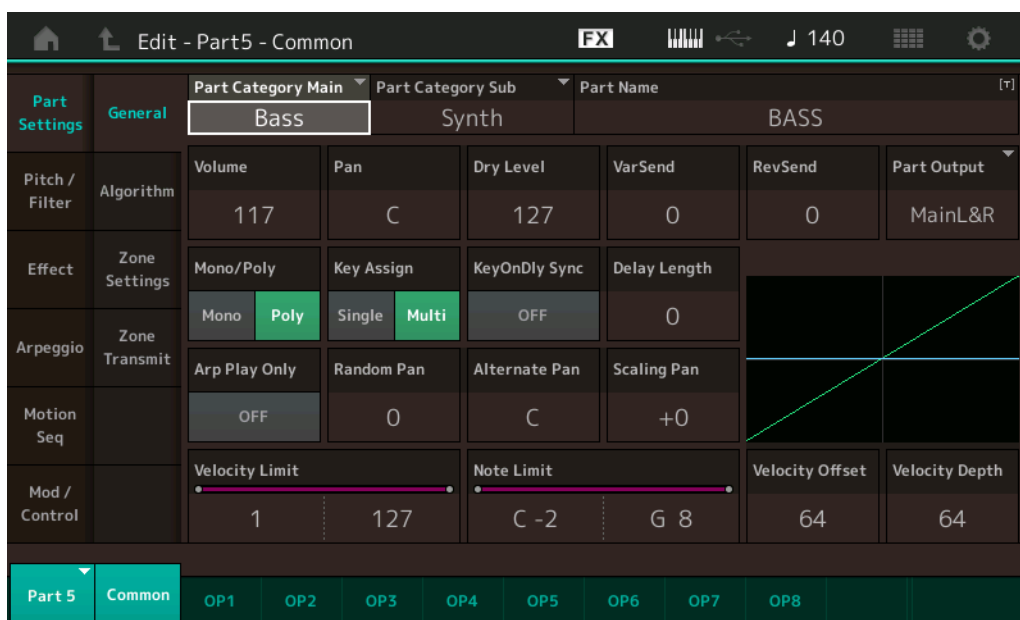 Edit - Part5 - Common FX ♩ 140
Part Settings
General
Part Category Main Part Category Sub Part Name [T]
Bass Synth BASS
Pitch / Filter
Algorithm
Volume Pan Dry Level VarSend RevSend Part Output
117 C 127 0 0 MainL&R
Effect
Zone Settings
Mono/Poly Key Assign KeyOnDly Sync Delay Length
Mono Poly Single Multi OFF 0
Arpeggio
Zone Transmit
Arp Play Only Random Pan Alternate Pan Scaling Pan
OFF 0 C +0
Motion Seq
Velocity Limit Note Limit Velocity Offset Velocity Depth
Mod / Control
1 127 C -2 G 8 64 64
Part 5 Common OP1 OP2 OP3 OP4 OP5 OP6 OP7 OP8